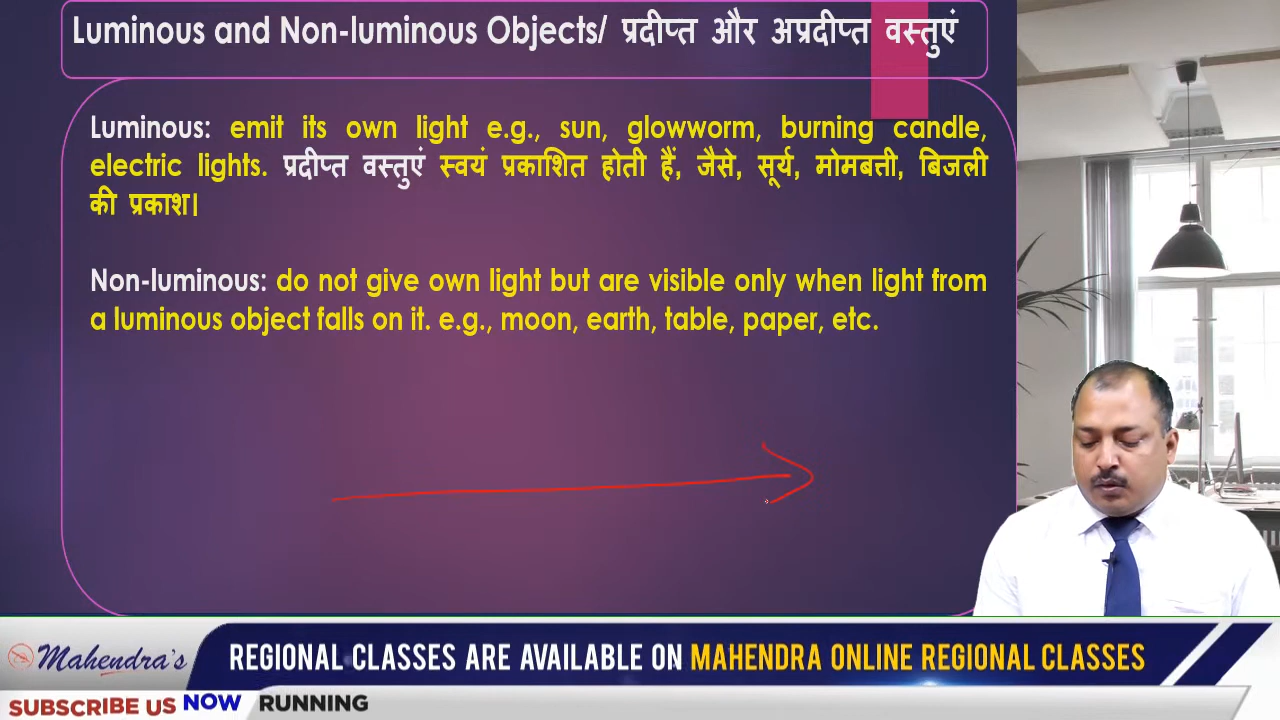 Luminous and Non-luminous Objects/ प्रदीप्त और अप्रदीप्त वस्तुएं
Luminous: emit its own light e.g., sun, glowworm, burning candle,
electric lights. प्रदीप्त वस्तुएं स्वयं प्रकाशित होती हैं, जैसे, सूर्य, मोमबत्ती, बिजली
की प्रकाश।
Non-luminous: do not give own light but are visible only when light from
a luminous object falls on it. e.g., moon, earth, table, paper, etc.
Mahendra's
REGIONAL CLASSES ARE AVAILABLE ON MAHENDRA ONLINE REGIONAL CLASSES
SUBSCRIBE US NOW RUNNING